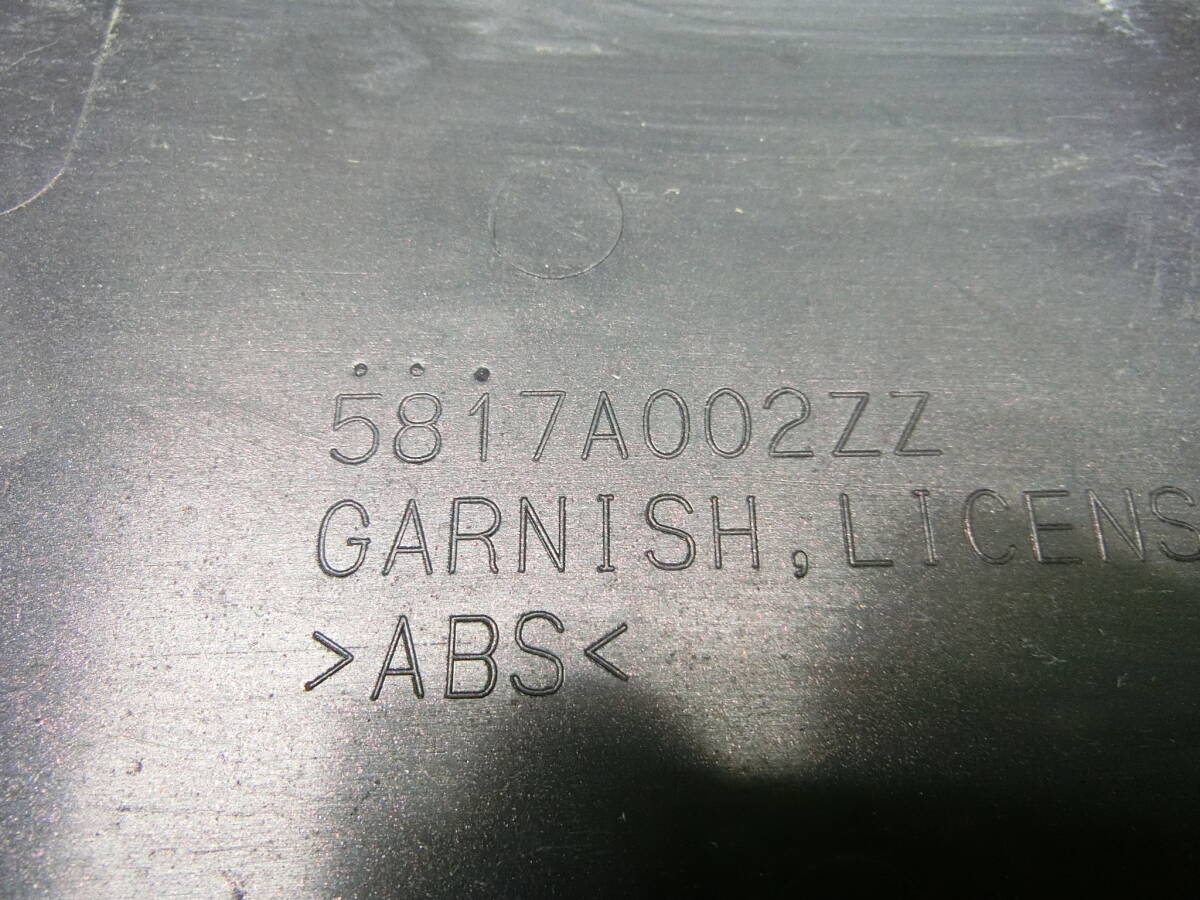 5817A002ZZ
GARNISH, LICENS
>ABS<